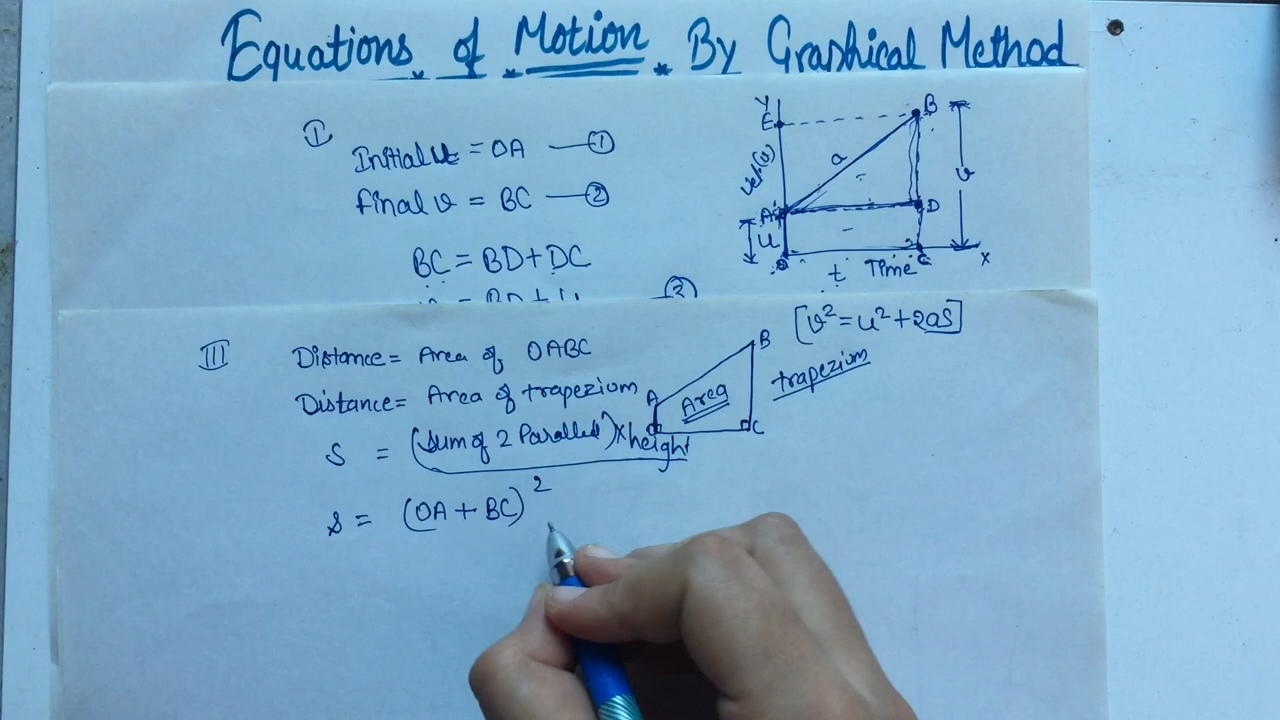 Equations of Motion By Graphical Method
I
Initial u = OA — ①
final v = BC — ②
BC = BD + DC
③
Y
E
B
Vel(v)
a
v
A
D
u
O
t Time C
X
III
Distance = Area of OABC
[v² = u² + 2as]
Distance = Area of trapezium
A
B
Area
C
trapezium
S = (Sum of 2 Parallel) × height
2
S = (OA + BC)